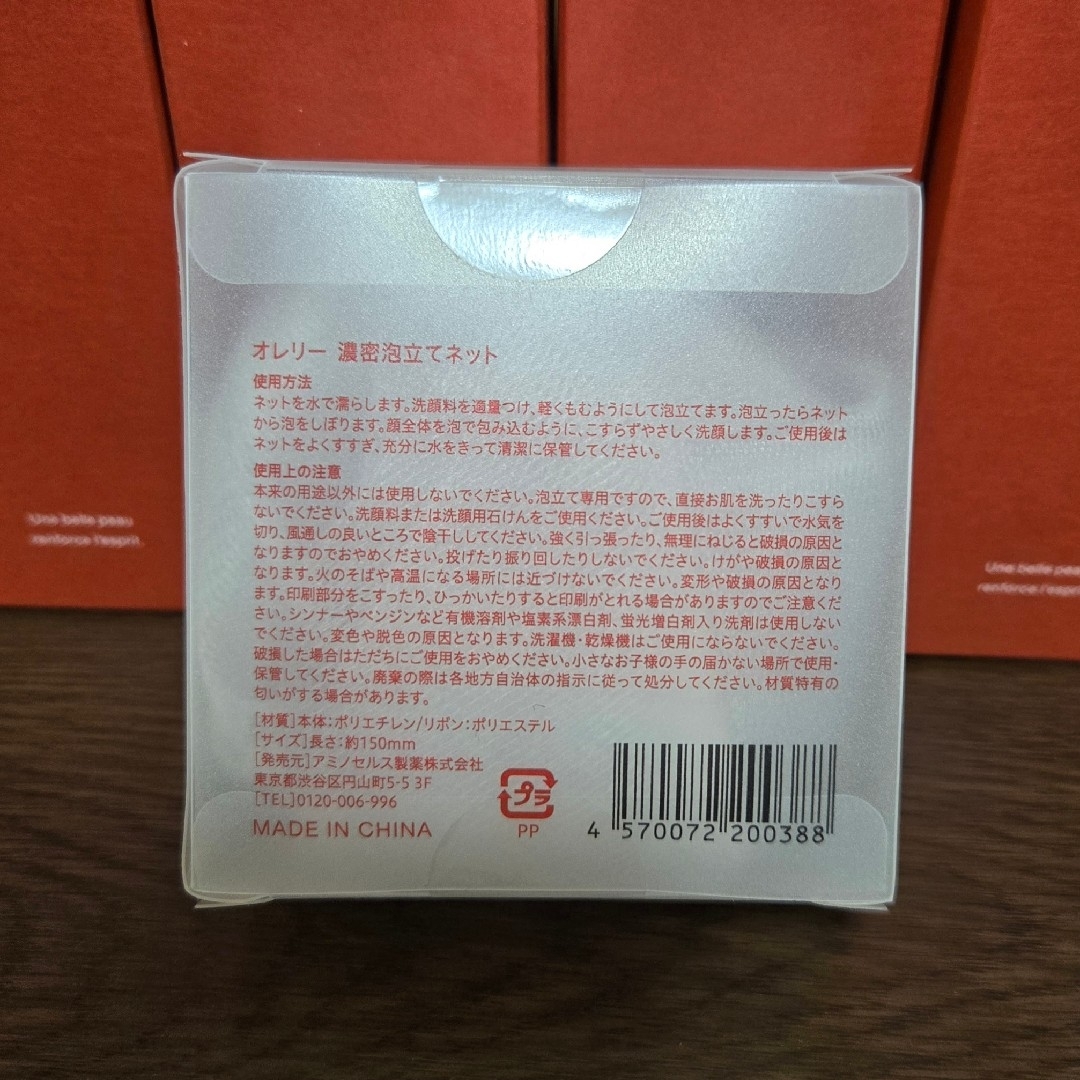 オレリー 濃密泡立てネット
使用方法
ネットを水で濡らします。洗顔料を適量つけ、軽くもむようにして泡立てます。泡立ったらネット
から泡をしぼります。顔全体を泡で包み込むように、こすらずやさしく洗顔します。ご使用後は
ネットをよくすすぎ、充分に水をきって清潔に保管してください。
使用上の注意
本来の用途以外には使用しないでください。泡立て専用ですので、直接お肌を洗ったりこすら
ないでください。洗顔料または洗顔用石けんをご使用ください。ご使用後はよくすすいで水気を
切り、風通しの良いところで陰干ししてください。強く引っ張ったり、無理にねじると破損の原因と
なりますのでおやめください。投げたり振り回したりしないでください。けがや破損の原因と
なります。火のそばや高温になる場所には近づけないでください。変形や破損の原因となり
ます。印刷部分をこすったり、ひっかいたりすると印刷がとれる場合がありますのでご注意くだ
さい。シンナーやベンジンなど有機溶剤や塩素系漂白剤、蛍光増白剤入り洗剤は使用しない
でください。変色や脱色の原因となります。洗濯機・乾燥機はご使用にならないでください。
破損した場合はただちにご使用をおやめください。小さなお子様の手の届かない場所で使用・
保管してください。廃棄の際は各地方自治体の指示に従って処分してください。材質特有の
匂いがする場合があります。
[材質]本体:ポリエチレン/リボン:ポリエステル
[サイズ]長さ:約150mm
[発売元]アミノセルス製薬株式会社
東京都渋谷区円山町5-5 3F
[TEL]0120-006-996
MADE IN CHINA
プラ
PP
4 570072 200388
Une belle peau
renforce l'esprit.
Une belle peau
renforce l'esprit